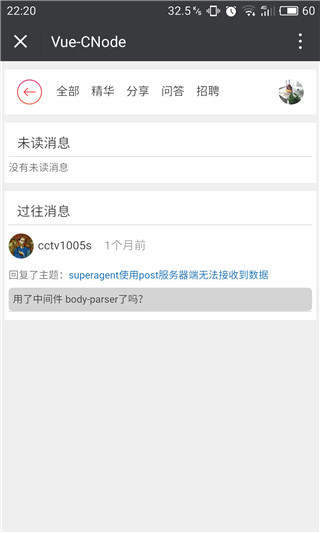 22:20 32.5 K/s 60
Vue-CNode
全部 精华 分享 问答 招聘
未读消息
没有未读消息
过往消息
cctv1005s 1个月前
回复了主题：superagent使用post服务器端无法接收到数据
用了中间件 body-parser了吗？